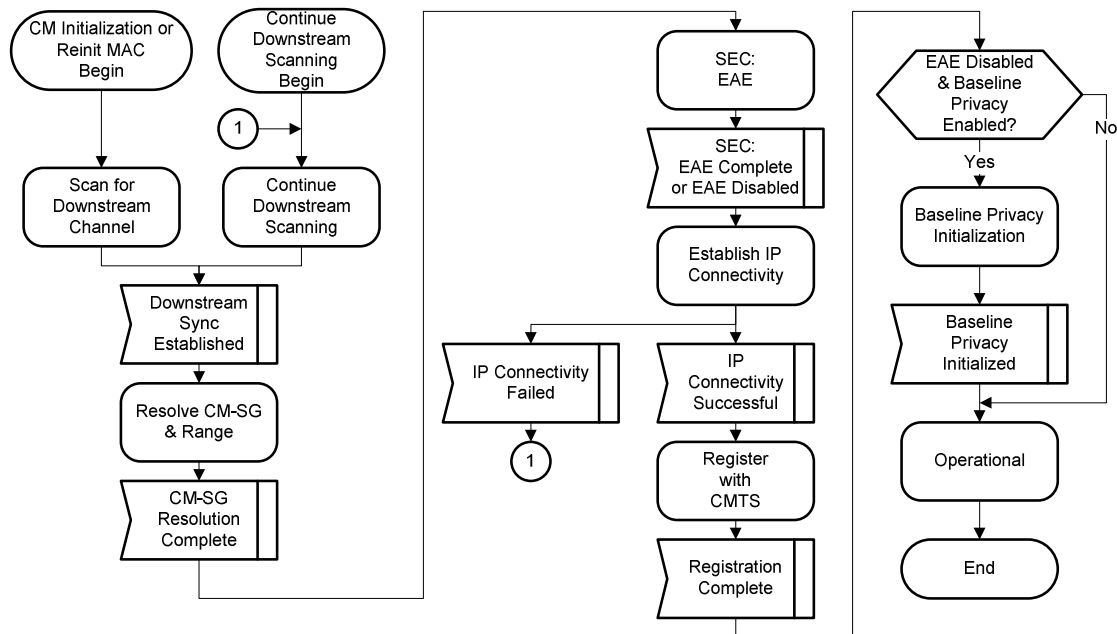 CM Initialization or
Reinit MAC
Begin
Continue
Downstream
Scanning
Begin
1
Scan for
Downstream
Channel
Continue
Downstream
Scanning
Downstream
Sync
Established
Resolve CM-SG
& Range
CM-SG
Resolution
Complete
SEC:
EAE
SEC:
EAE Complete
or EAE Disabled
Establish IP
Connectivity
IP Connectivity
Failed
1
IP
Connectivity
Successful
Register
with
CMTS
Registration
Complete
EAE Disabled
& Baseline
Privacy
Enabled?
No
Yes
Baseline Privacy
Initialization
Baseline
Privacy
Initialized
Operational
End